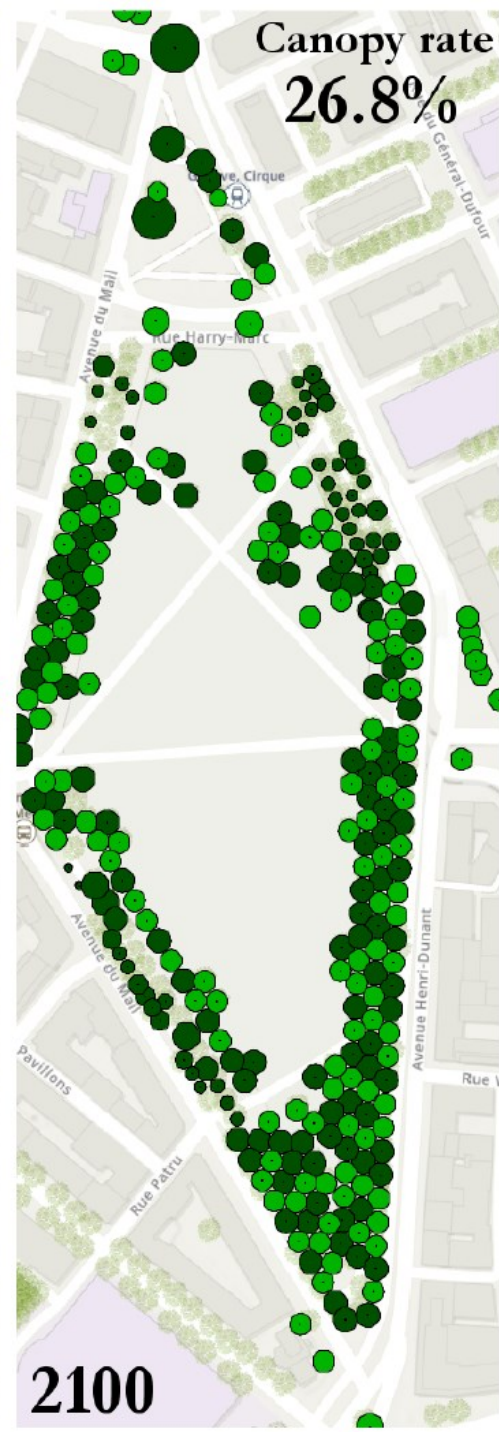 Canopy rate
26.8%
du Général-Dufour
Cirque
Avenue du Mail
Rue Harry-Marc
Avenue du Mail
Avenue Henri-Dunant
Pavillons
Rue
Rue Patru
2100